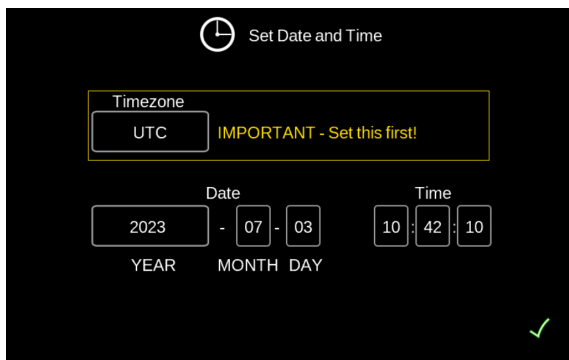 Set Date and Time
Timezone
UTC IMPORTANT - Set this first!
Date Time
2023 - 07 - 03 10 : 42 : 10
YEAR MONTH DAY